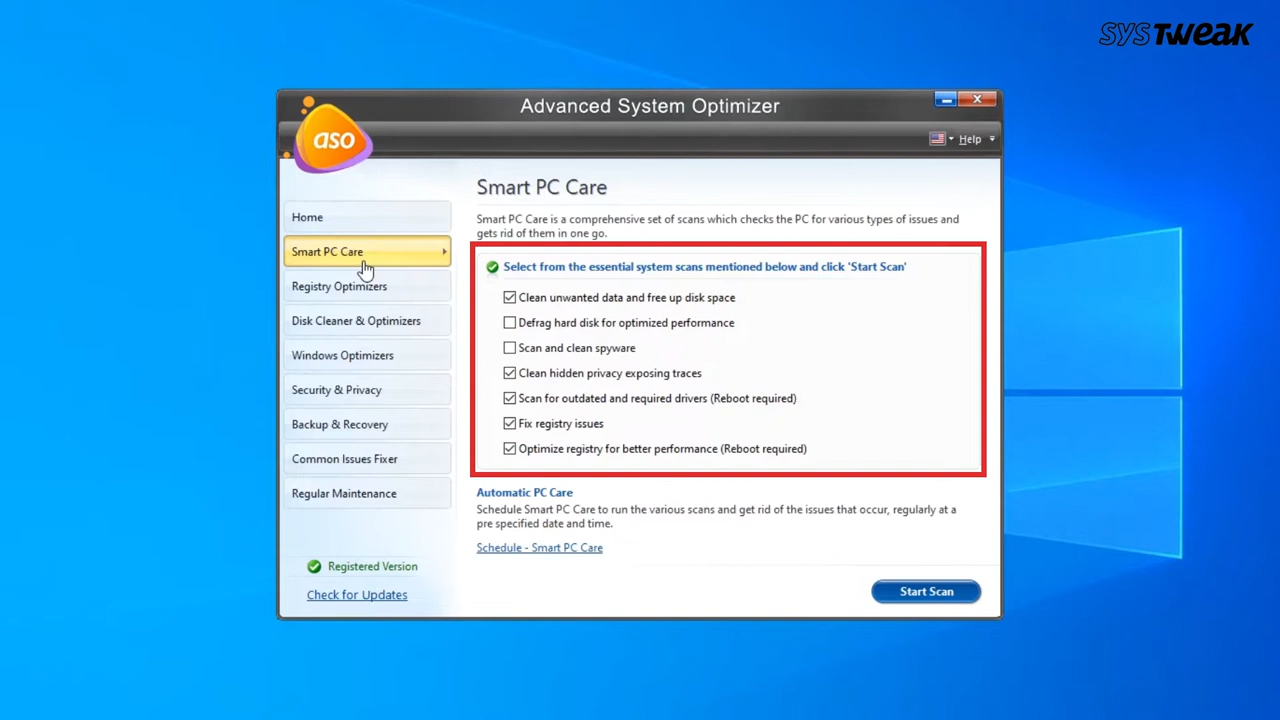 SYSTWEAK
Advanced System Optimizer
aso
Help
Home
Smart PC Care
Registry Optimizers
Disk Cleaner & Optimizers
Windows Optimizers
Security & Privacy
Backup & Recovery
Common Issues Fixer
Regular Maintenance
Registered Version
Check for Updates
Smart PC Care
Smart PC Care is a comprehensive set of scans which checks the PC for various types of issues and
gets rid of them in one go.
Select from the essential system scans mentioned below and click 'Start Scan'
Clean unwanted data and free up disk space
Defrag hard disk for optimized performance
Scan and clean spyware
Clean hidden privacy exposing traces
Scan for outdated and required drivers (Reboot required)
Fix registry issues
Optimize registry for better performance (Reboot required)
Automatic PC Care
Schedule Smart PC Care to run the various scans and get rid of the issues that occur, regularly at a
pre specified date and time.
Schedule - Smart PC Care
Start Scan